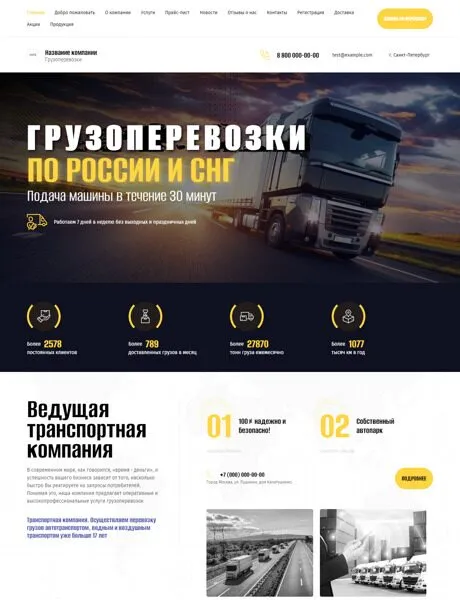 Главная Добро пожаловать О компании Услуги Прайс-лист Новости Отзывы о нас Контакты Регистрация Доставка
Акции Продукция
Название компании
Грузоперевозки
8 800 000-00-00
test@example.com
г. Санкт-Петербург
ГРУЗОПЕРЕВОЗКИ
ПО РОССИИ И СНГ
Подача машины в течение 30 минут
Работаем 7 дней в неделю без выходных и праздничных дней
Более 2578
постоянных клиентов
Более 789
доставленных грузов в месяц
Более 27870
тонн груза ежемесячно
Более 1077
тысяч км в год
Ведущая
транспортная
компания
В современном мире, как говорится, «время - деньги», и
успешность вашего бизнеса зависит от того, насколько
быстро Вы реагируете на запросы потребителей.
Понимая это, наша компания предлагает оперативные и
высокопрофессиональные услуги грузоперевозки.
Транспортная компания. Осуществляем перевозку
грузов автотранспортом, водным и воздушным
транспортом уже больше 17 лет
01 100% надежно и
безопасно!
02 Собственный
автопарк
+7 (000) 000-00-00
Город Москва, ул. Пушкина, дом Колотушкина,
ПОДРОБНЕЕ